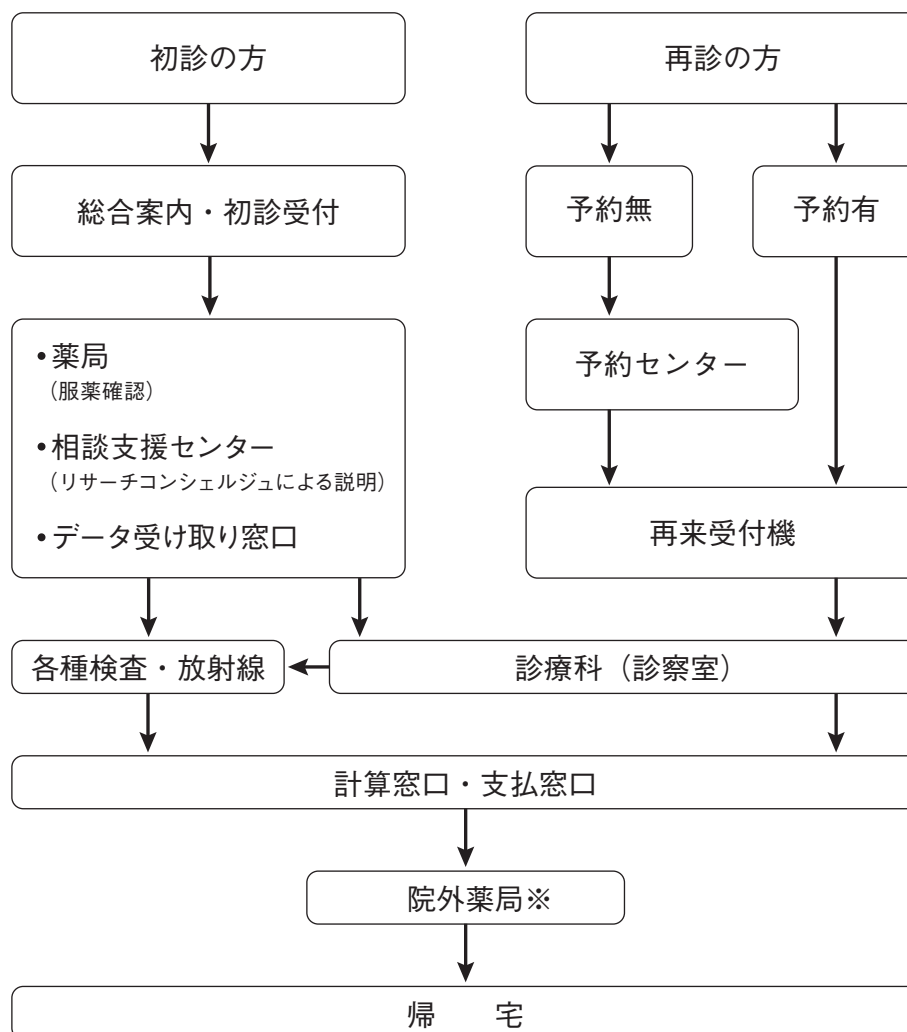 初診の方
再診の方
総合案内・初診受付
予約無
予約有
・薬局
（服薬確認）
・相談支援センター
（リサーチコンシェルジュによる説明）
・データ受け取り窓口
予約センター
再来受付機
各種検査・放射線
診療科（診察室）
計算窓口・支払窓口
院外薬局※
帰　　宅